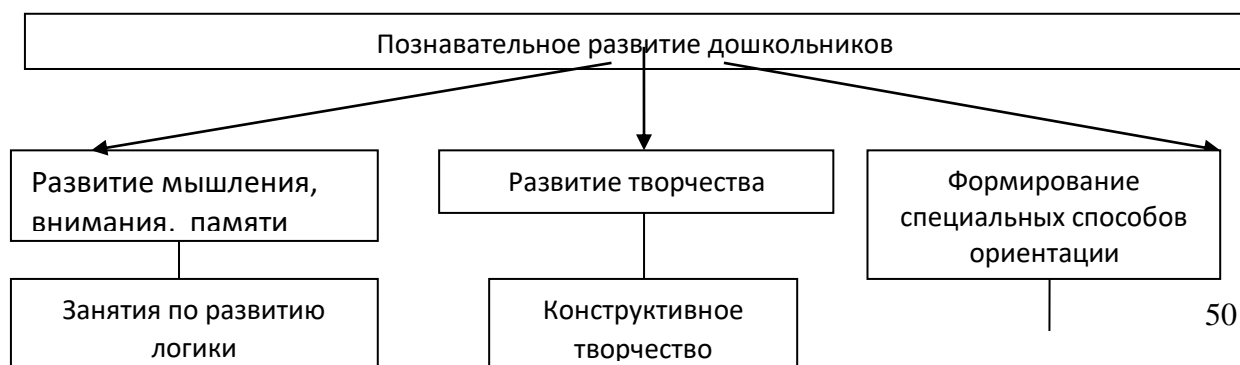 Познавательное развитие дошкольников
Развитие мышления,
внимания, памяти
Развитие творчества
Формирование
специальных способов
ориентации
Занятия по развитию
логики
Конструктивное
творчество
50